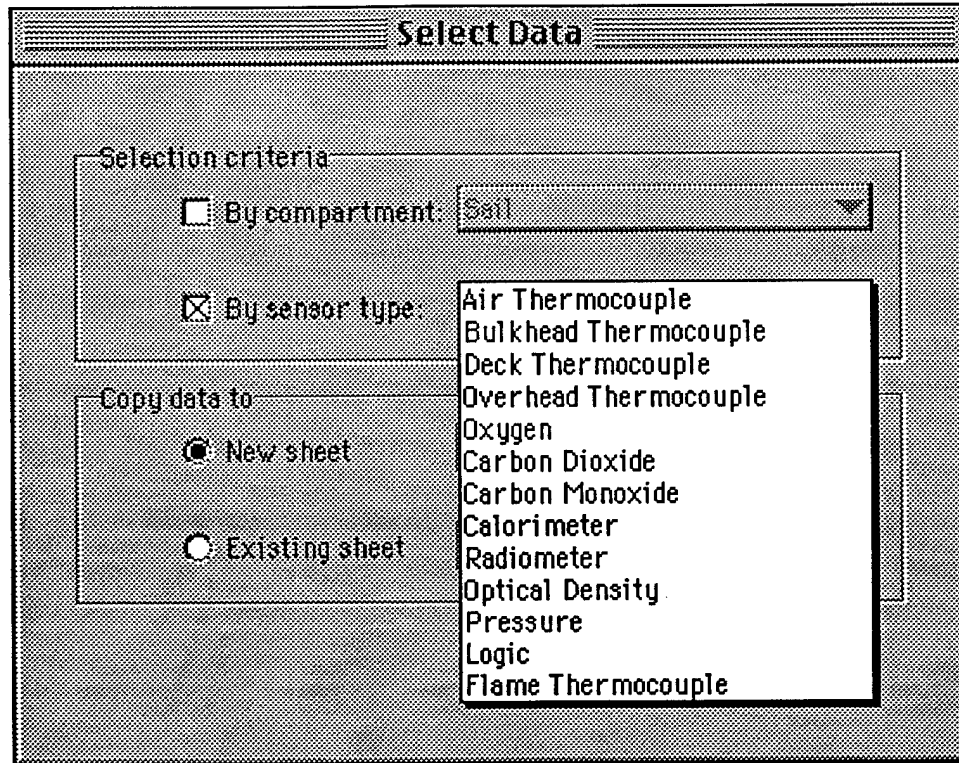 Select Data
Selection criteria
By compartment: Sail
By sensor type:
Air Thermocouple
Bulkhead Thermocouple
Deck Thermocouple
Overhead Thermocouple
Oxygen
Carbon Dioxide
Carbon Monoxide
Calorimeter
Radiometer
Optical Density
Pressure
Logic
Flame Thermocouple
Copy data to
New sheet
Existing sheet